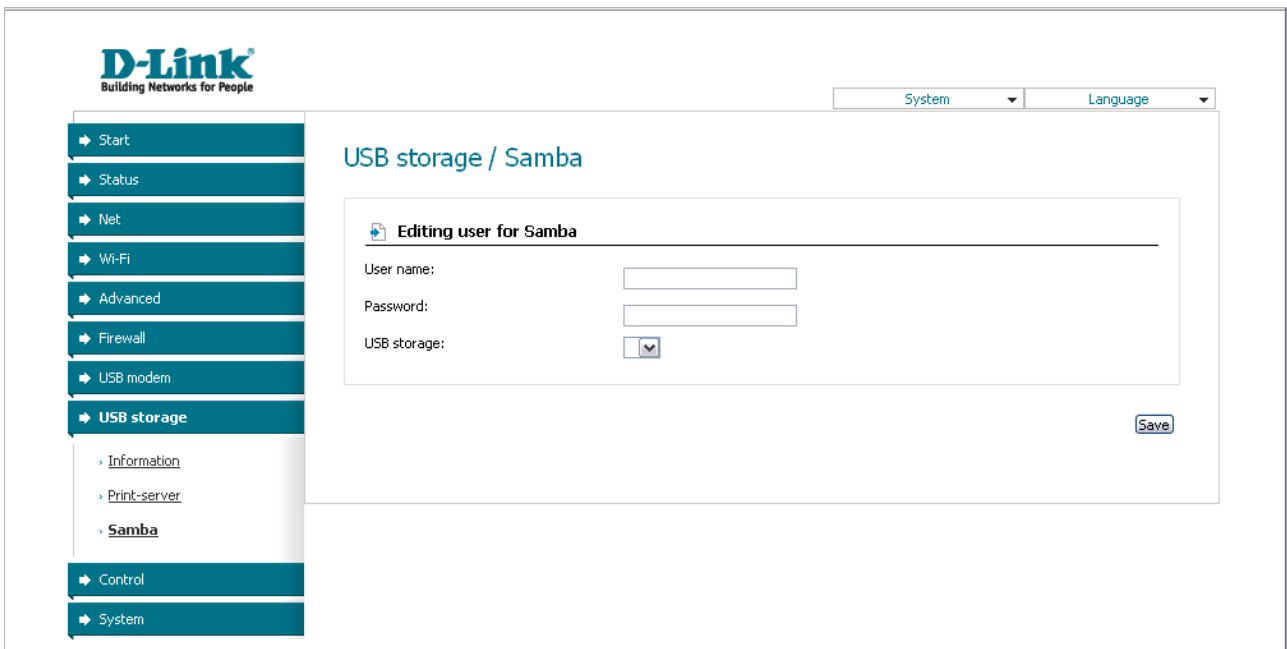 D-Link
Building Networks for People
System
Language
Start
Status
Net
Wi-Fi
Advanced
Firewall
USB modem
USB storage
Information
Print-server
Samba
Control
System
USB storage / Samba
Editing user for Samba
User name:
Password:
USB storage:
Save